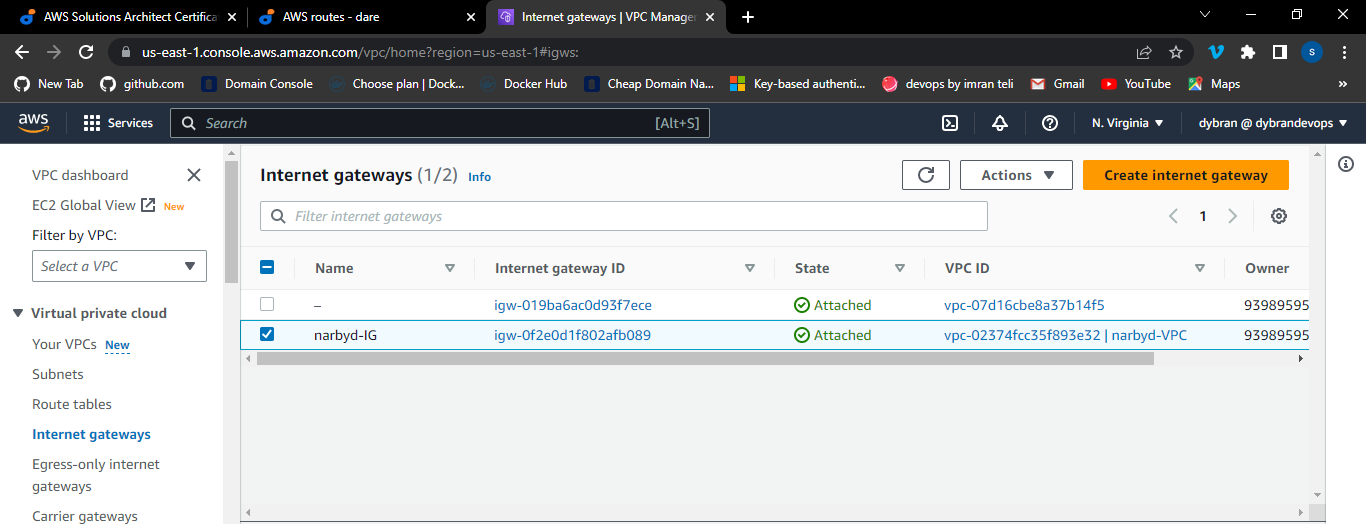 AWS Solutions Architect Certifica
AWS routes - dare
Internet gateways | VPC Manage
us-east-1.console.aws.amazon.com/vpc/home?region=us-east-1#igws:
S
New Tab
github.com
Domain Console
Choose plan | Dock...
Docker Hub
Cheap Domain Na...
Key-based authenti...
devops by imran teli
Gmail
YouTube
Maps
»
aws
Services
Search
[Alt+S]
N. Virginia
dybran @ dybrandevops
VPC dashboard
EC2 Global View
New
Filter by VPC:
Select a VPC
Virtual private cloud
Your VPCs New
Subnets
Route tables
Internet gateways
Egress-only internet
gateways
Carrier gateways
Internet gateways (1/2) Info
Actions
Create internet gateway
Filter internet gateways
1
Name Internet gateway ID State VPC ID Owner
– igw-019ba6ac0d93f7ece Attached vpc-07d16cbe8a37b14f5 93989595
narbyd-IG igw-0f2e0d1f802afb089 Attached vpc-02374fcc35f893e32 | narbyd-VPC 93989595